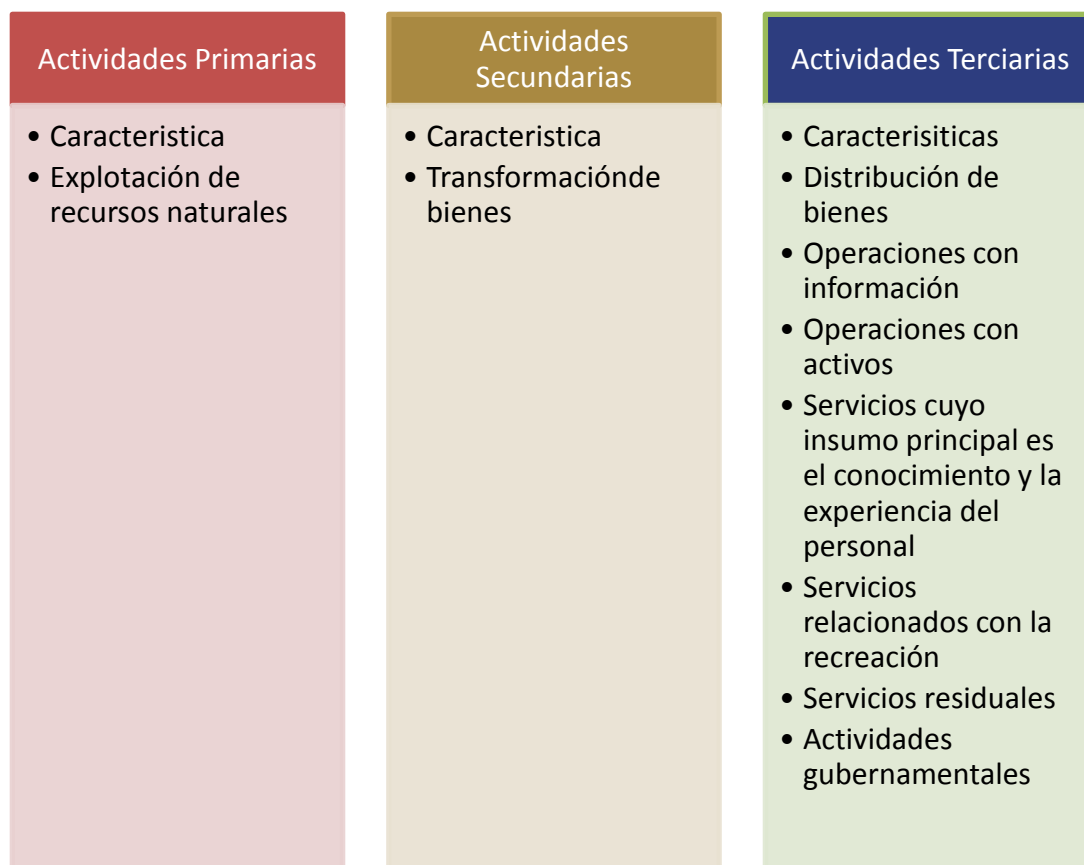 Actividades Primarias
• Caracteristica
• Explotación de
recursos naturales
Actividades
Secundarias
• Caracteristica
• Transformaciónde
bienes
Actividades Terciarias
• Caracterisiticas
• Distribución de
bienes
• Operaciones con
información
• Operaciones con
activos
• Servicios cuyo
insumo principal es
el conocimiento y la
experiencia del
personal
• Servicios
relacionados con la
recreación
• Servicios residuales
• Actividades
gubernamentales